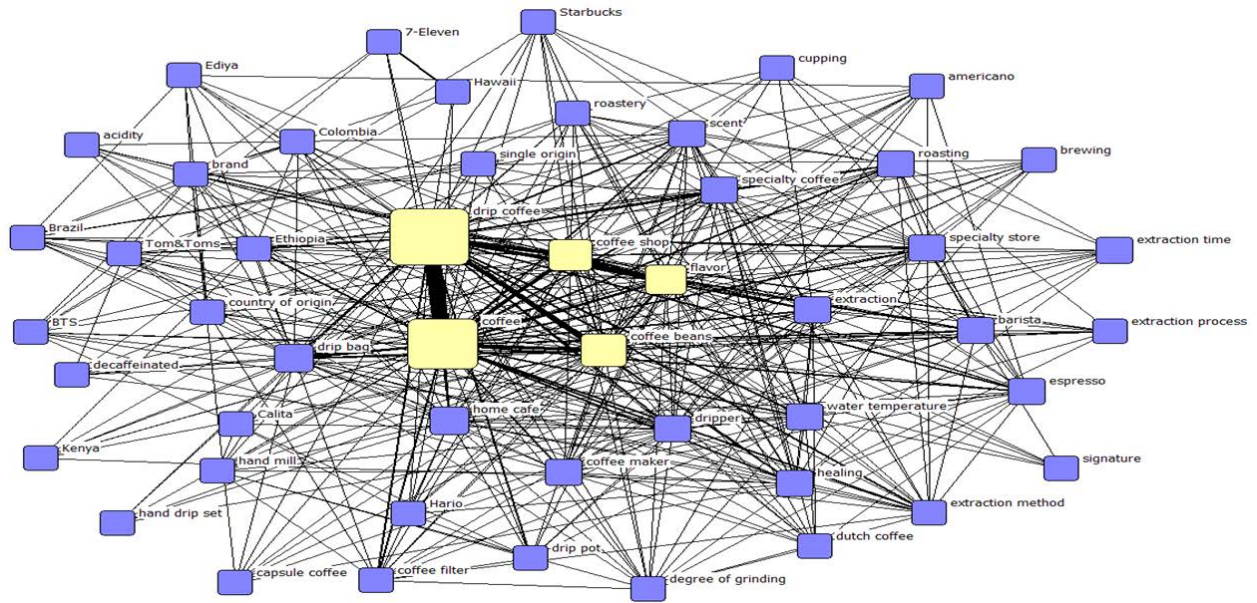 Starbucks
7-Eleven
cupping
Ediya
americano
Hawaii
roastery
scent
Colombia
acidity
single origin
roasting
brewing
brand
specialty coffee
drip coffee
Brazil
Tom&Toms
Ethiopia
coffee shop
specialty store
extraction time
flavor
country of origin
extraction
BTS
coffee
barista
extraction process
drip bag
coffee beans
decaffeinated
espresso
Calita
home cafe
dripper
water temperature
Kenya
hand mill
coffee maker
healing
signature
hand drip set
Hario
extraction method
drip pot
dutch coffee
capsule coffee
coffee filter
degree of grinding